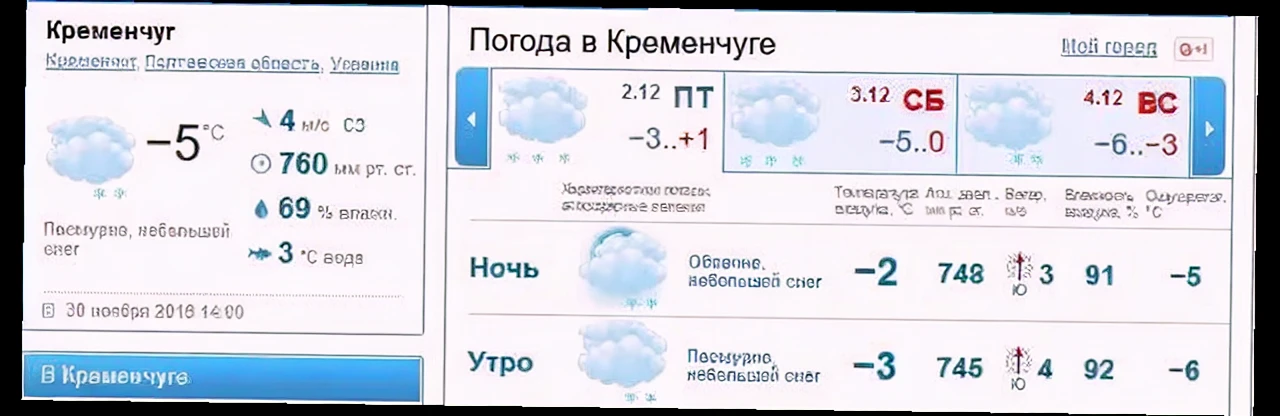 Кременчуг
Кременчуг, Полтавская область, Украина
−5 °C
4 м/с СЗ
760 мм рт. ст.
69 % влажн.
3 °C вода
Пасмурно, небольшой
снег
30 ноября 2016 14:00
В Кременчуге
Погода в Кременчуге
Мой город
+1
2.12 ПТ
−3..+1
3.12 СБ
−5..0
4.12 ВС
−6..−3
Характеристики погоды,
атмосферные явления
Температура
воздуха, °C
Атм. давл.,
мм рт. ст.
Ветер,
м/с
Влажность
воздуха, %
Ощущается,
°C
Ночь
Облачно,
небольшой снег
−2 748 Ю 3 91 −5
Утро
Пасмурно,
небольшой снег
−3 745 Ю 4 92 −6